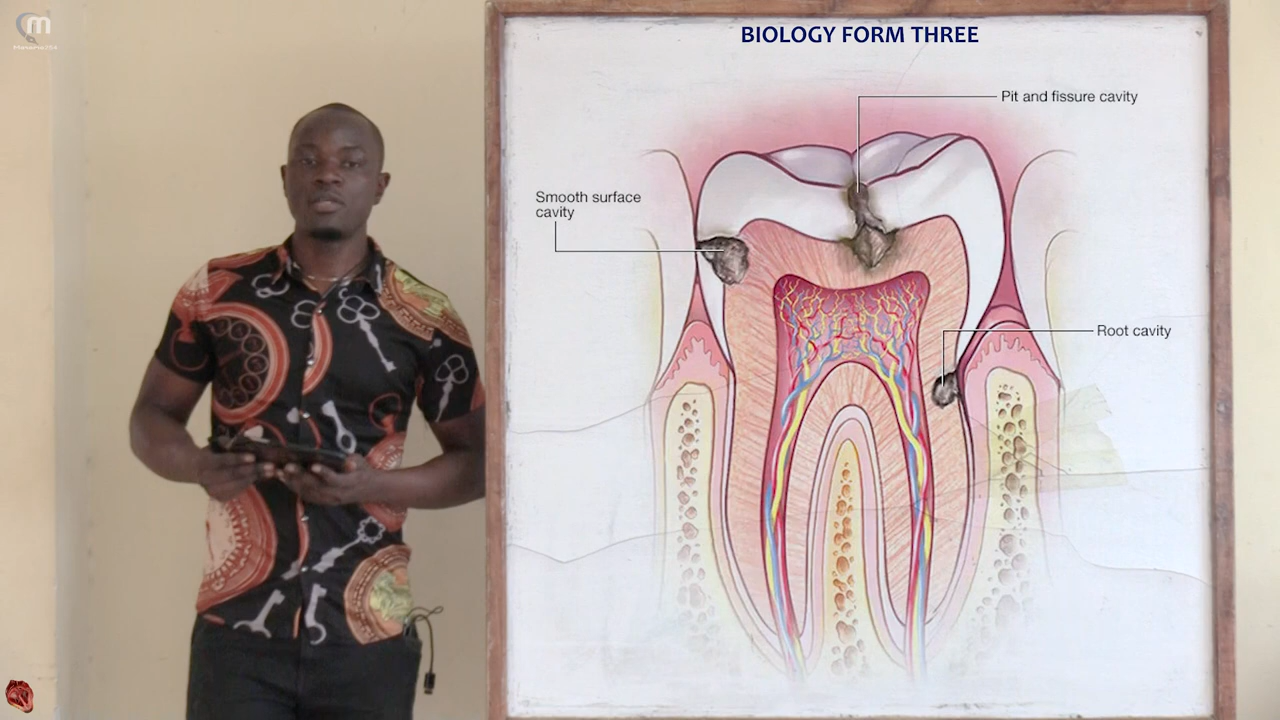 BIOLOGY FORM THREE
Pit and fissure cavity
Smooth surface
cavity
Root cavity